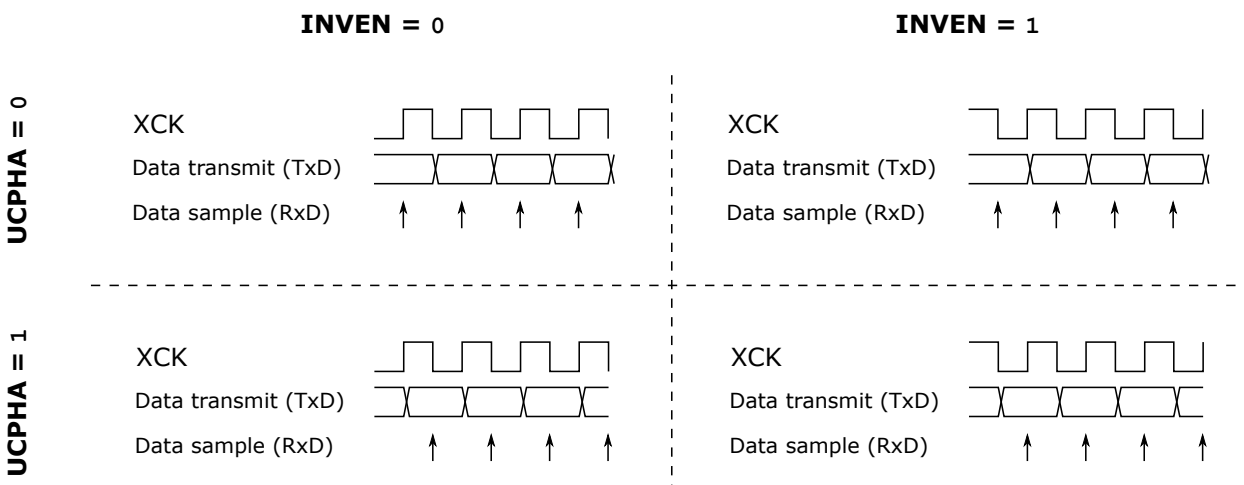 INVEN = 0
INVEN = 1
UCPHA = 0
XCK
Data transmit (TxD)
Data sample (RxD)
XCK
Data transmit (TxD)
Data sample (RxD)
UCPHA = 1
XCK
Data transmit (TxD)
Data sample (RxD)
XCK
Data transmit (TxD)
Data sample (RxD)